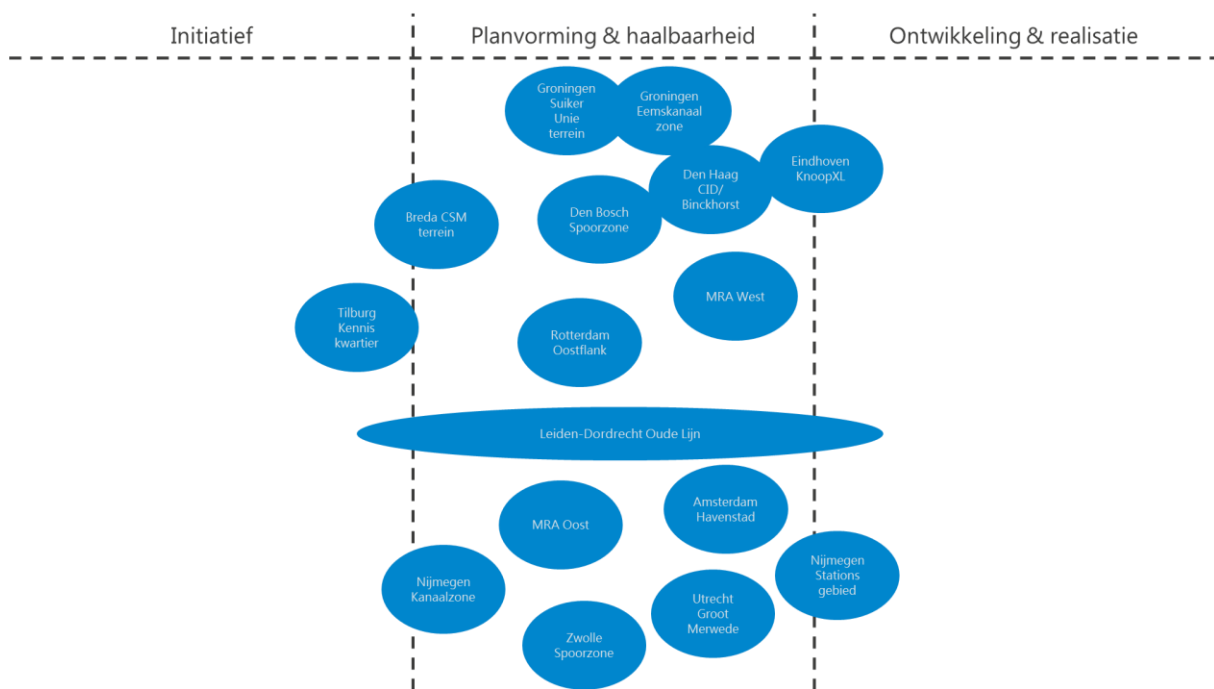 Initiatief
Planvorming & haalbaarheid
Ontwikkeling & realisatie
Groningen
Suiker
Unie
terrein
Groningen
Eemskanaal
zone
Eindhoven
KnoopXL
Den Haag
CID/
Binckhorst
Den Bosch
Spoorzone
Breda CSM
terrein
MRA West
Tilburg
Kennis
kwartier
Rotterdam
Oostflank
Leiden-Dordrecht Oude Lijn
Amsterdam
Havenstad
MRA Oost
Nijmegen
Stations
gebied
Nijmegen
Kanaalzone
Utrecht
Groot
Merwede
Zwolle
Spoorzone